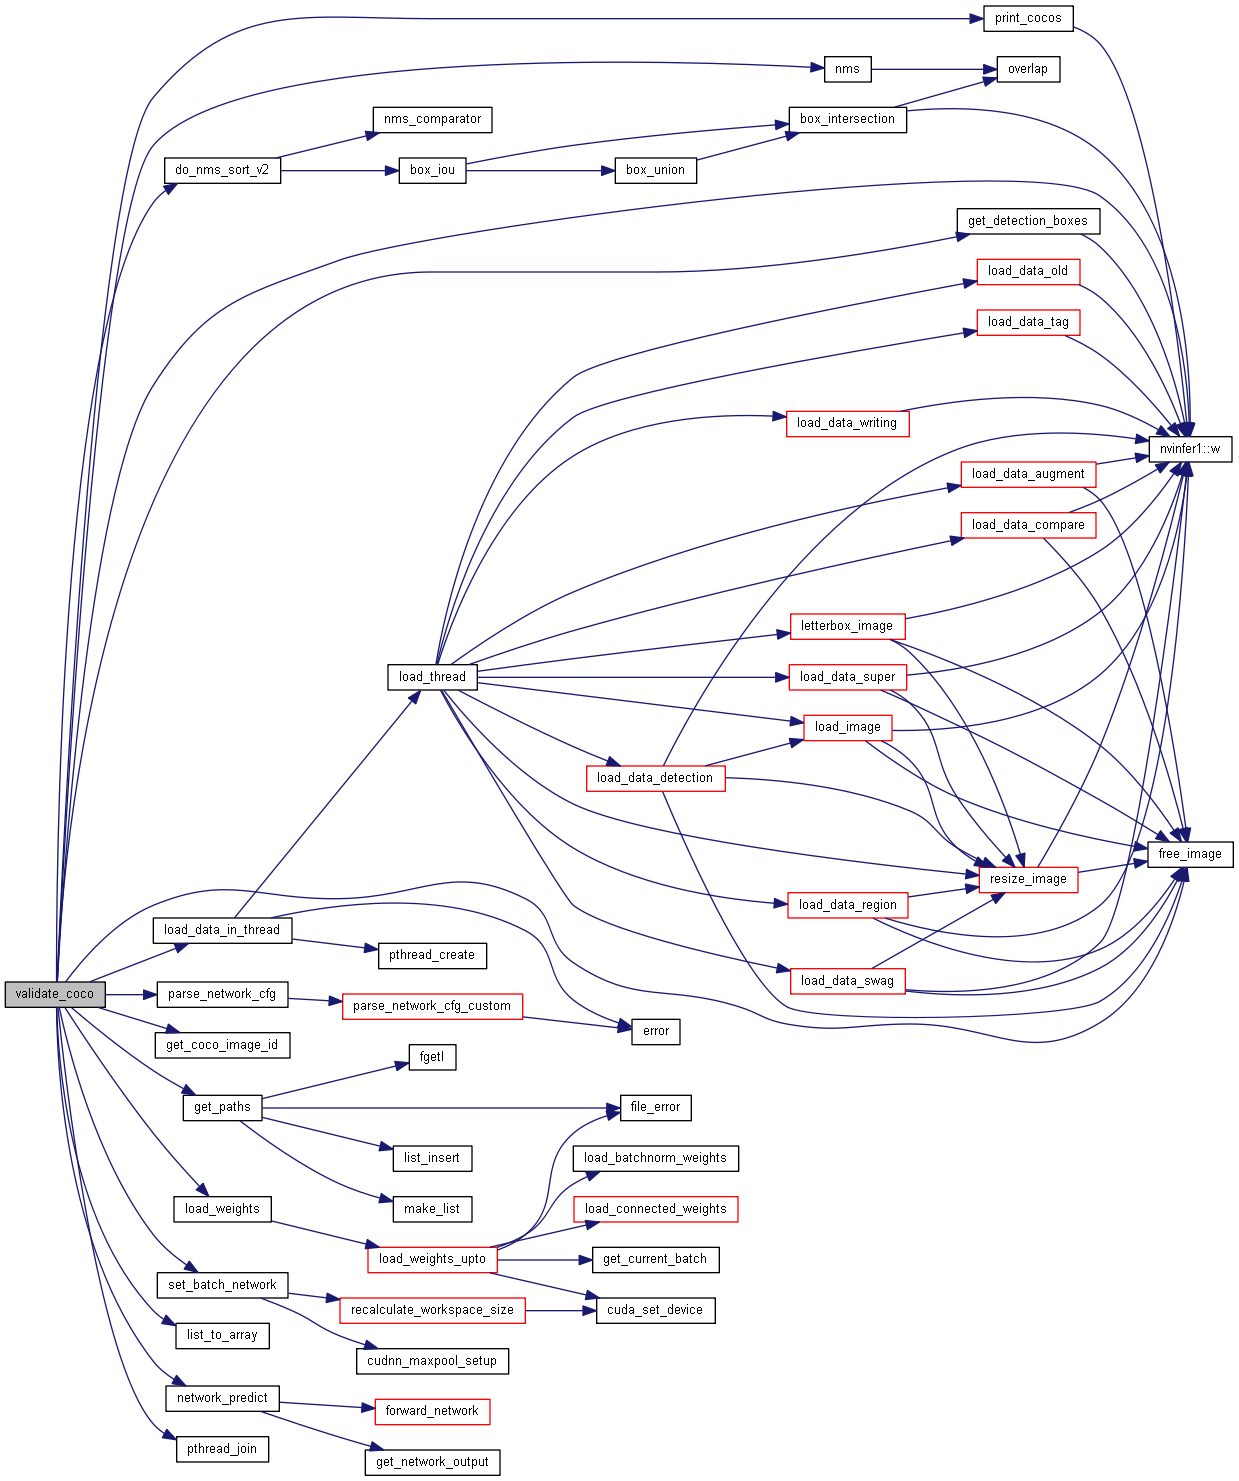 print_cocos
nms
overlap
nms_comparator
box_intersection
do_nms_sort_v2
box_iou
box_union
get_detection_boxes
load_data_old
load_data_tag
load_data_writing
nvinfer1::w
load_data_augment
load_data_compare
letterbox_image
load_thread
load_data_super
load_image
load_data_detection
free_image
resize_image
load_data_region
load_data_in_thread
pthread_create
load_data_swag
validate_coco
parse_network_cfg
parse_network_cfg_custom
error
get_coco_image_id
fgetl
get_paths
file_error
list_insert
load_batchnorm_weights
load_weights
make_list
load_connected_weights
load_weights_upto
get_current_batch
set_batch_network
recalculate_workspace_size
cuda_set_device
list_to_array
cudnn_maxpool_setup
network_predict
forward_network
pthread_join
get_network_output